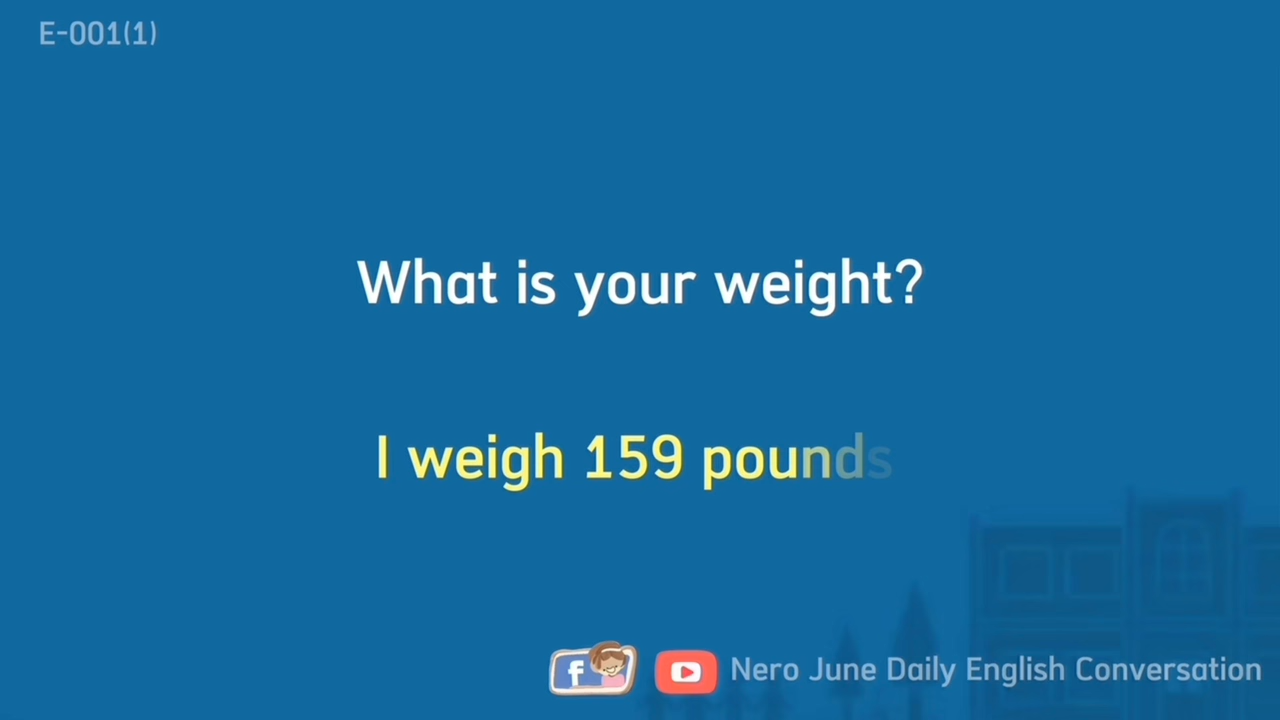 E-001(1)
What is your weight?
I weigh 159 pounds
f
Nero June Daily English Conversation